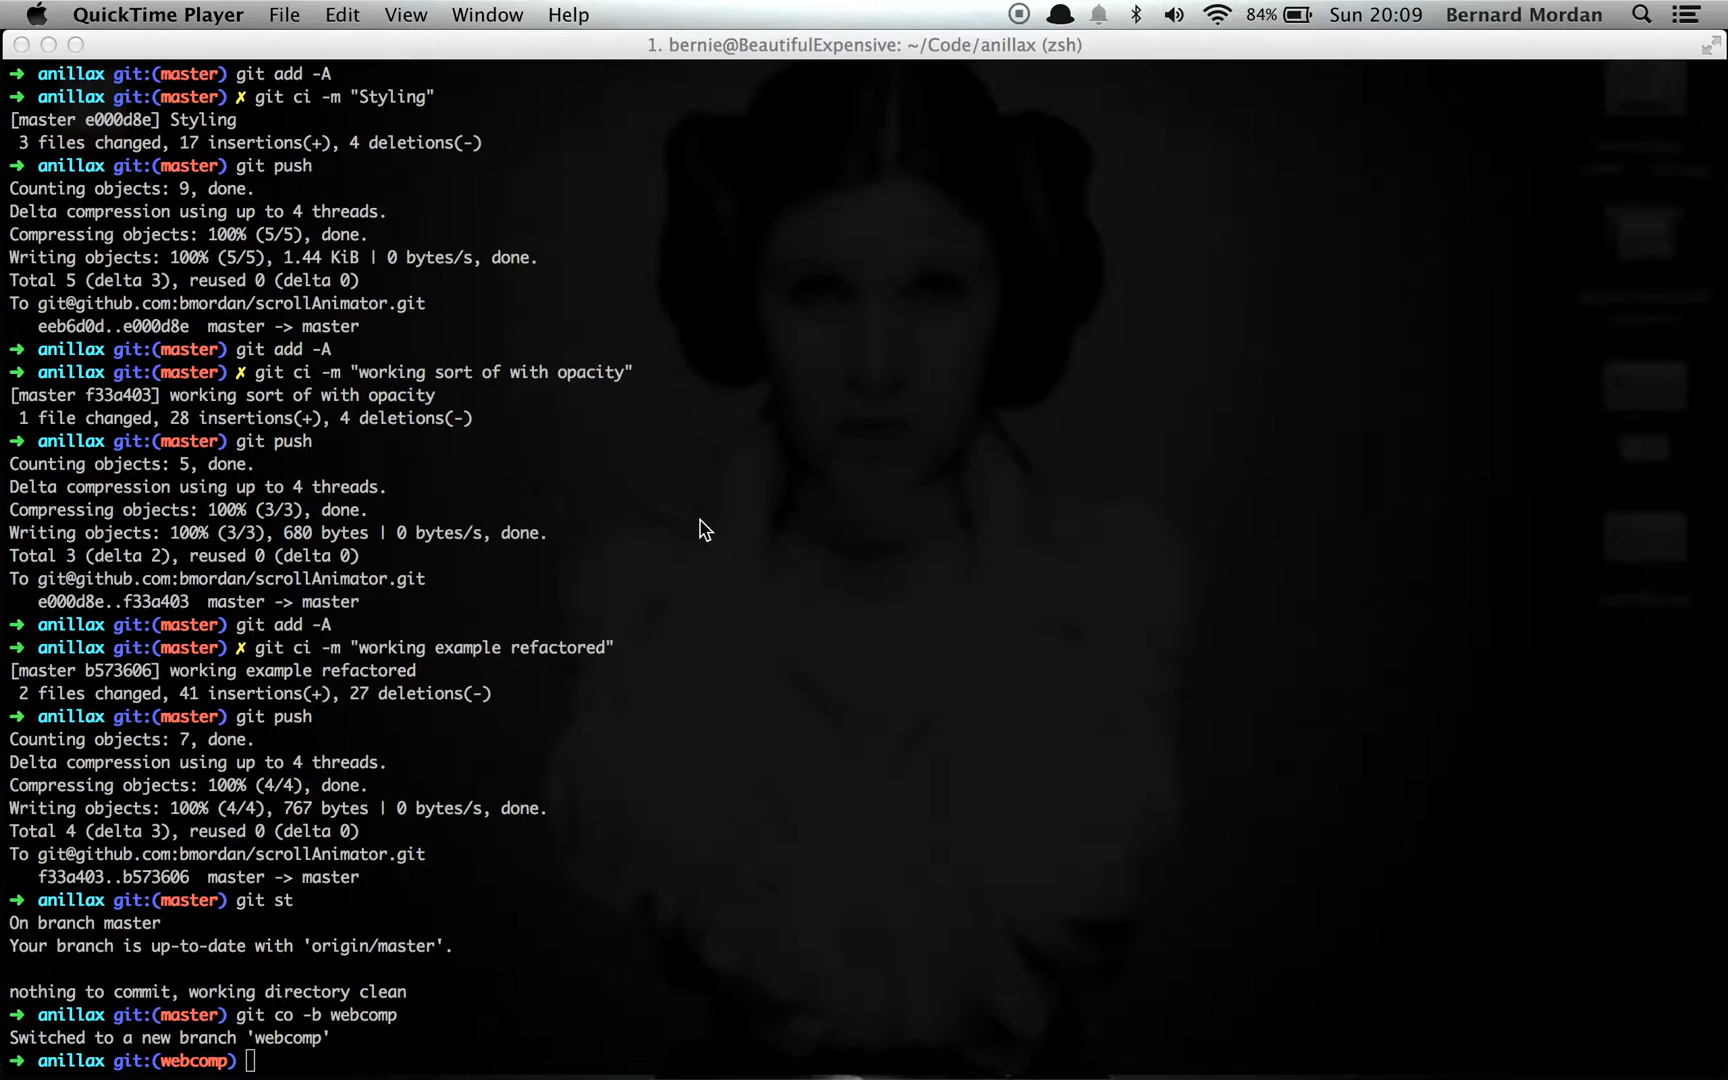 QuickTime Player File Edit View Window Help 84% Sun 20:09 Bernard Mordan
1. bernie@BeautifulExpensive: ~/Code/anillax (zsh)
➜ anillax git:(master) git add -A
➜ anillax git:(master) ✗ git ci -m "Styling"
[master e000d8e] Styling
3 files changed, 17 insertions(+), 4 deletions(-)
➜ anillax git:(master) git push
Counting objects: 9, done.
Delta compression using up to 4 threads.
Compressing objects: 100% (5/5), done.
Writing objects: 100% (5/5), 1.44 KiB | 0 bytes/s, done.
Total 5 (delta 3), reused 0 (delta 0)
To git@github.com:bmordan/scrollAnimator.git
eeb6d0d..e000d8e master -> master
➜ anillax git:(master) git add -A
➜ anillax git:(master) ✗ git ci -m "working sort of with opacity"
[master f33a403] working sort of with opacity
1 file changed, 28 insertions(+), 4 deletions(-)
➜ anillax git:(master) git push
Counting objects: 5, done.
Delta compression using up to 4 threads.
Compressing objects: 100% (3/3), done.
Writing objects: 100% (3/3), 680 bytes | 0 bytes/s, done.
Total 3 (delta 2), reused 0 (delta 0)
To git@github.com:bmordan/scrollAnimator.git
e000d8e..f33a403 master -> master
➜ anillax git:(master) git add -A
➜ anillax git:(master) ✗ git ci -m "working example refactored"
[master b573606] working example refactored
2 files changed, 41 insertions(+), 27 deletions(-)
➜ anillax git:(master) git push
Counting objects: 7, done.
Delta compression using up to 4 threads.
Compressing objects: 100% (4/4), done.
Writing objects: 100% (4/4), 767 bytes | 0 bytes/s, done.
Total 4 (delta 3), reused 0 (delta 0)
To git@github.com:bmordan/scrollAnimator.git
f33a403..b573606 master -> master
➜ anillax git:(master) git st
On branch master
Your branch is up-to-date with 'origin/master'.
nothing to commit, working directory clean
➜ anillax git:(master) git co -b webcomp
Switched to a new branch 'webcomp'
➜ anillax git:(webcomp)